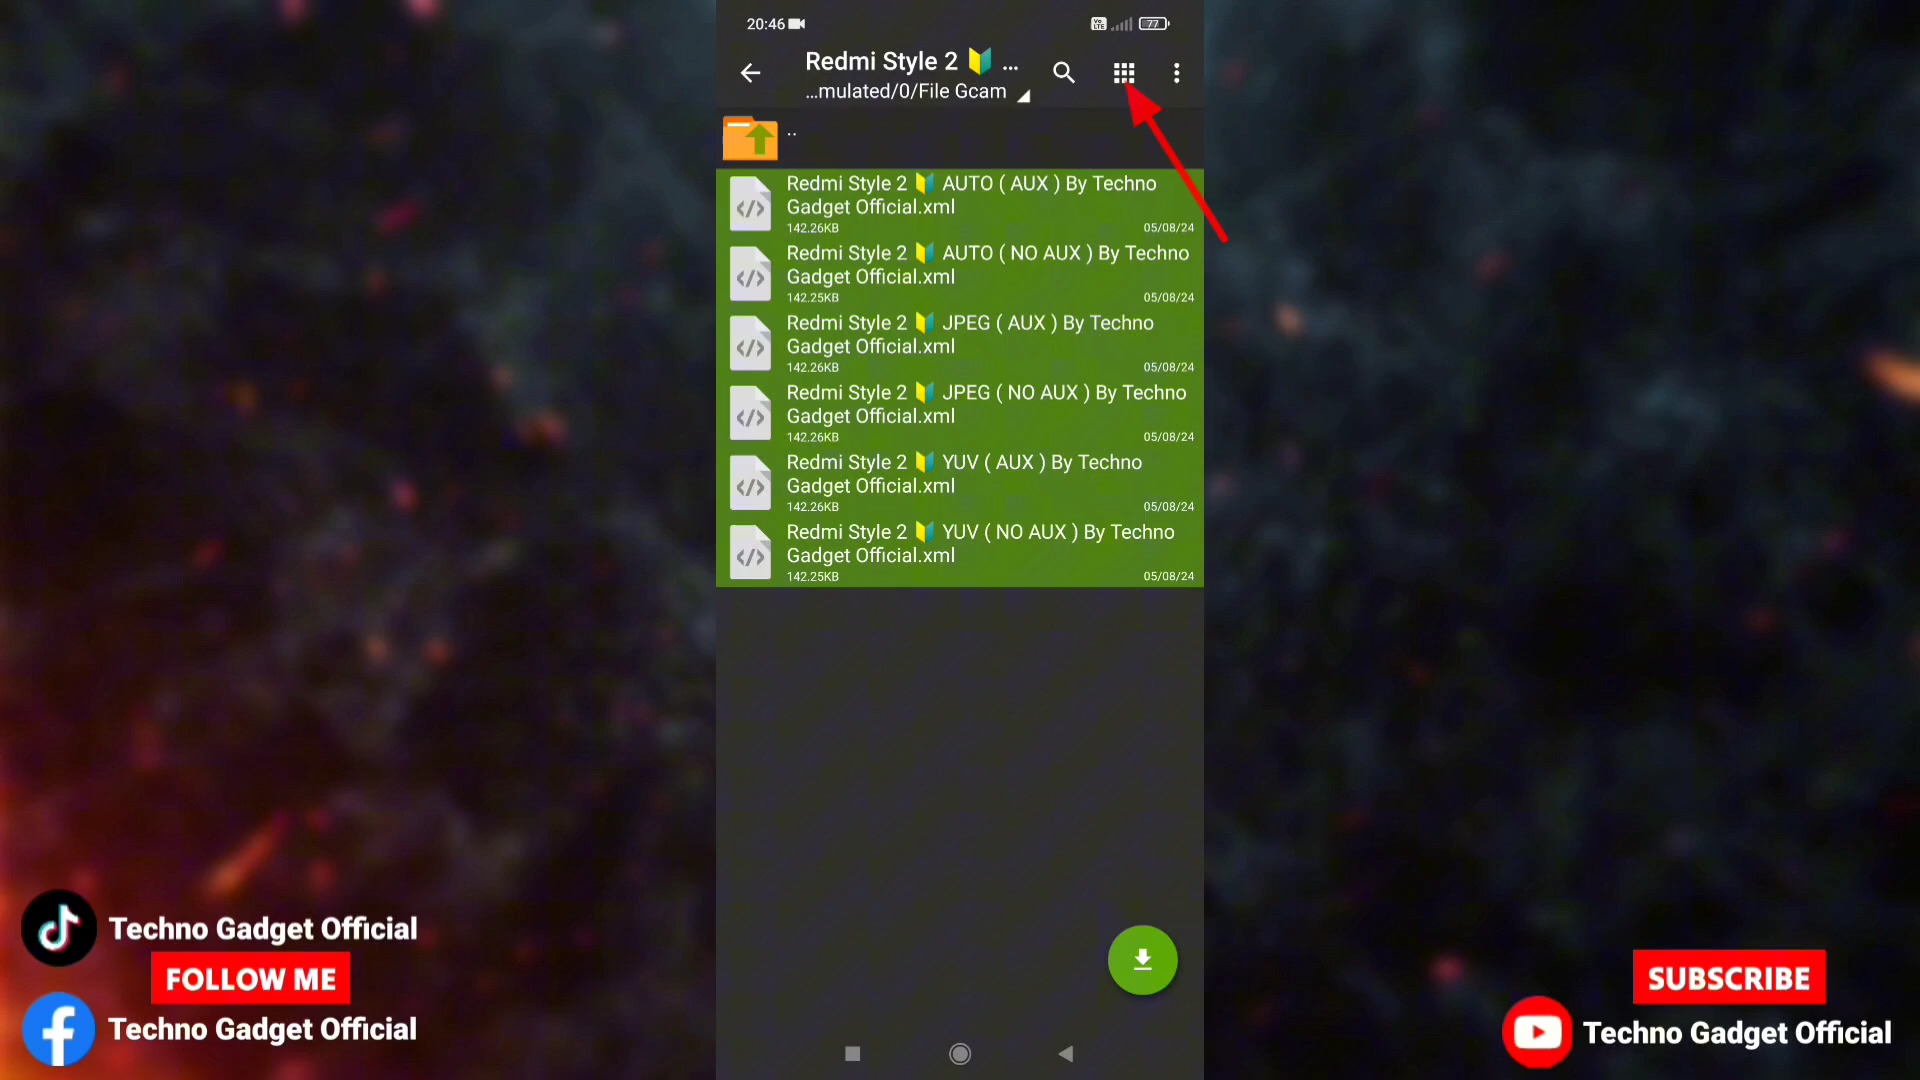 20:46
Vo LTE
77
Redmi Style 2 🔰 ...
...mulated/0/File Gcam
..
Redmi Style 2 🔰 AUTO ( AUX ) By Techno
Gadget Official.xml
142.26KB 05/08/24
Redmi Style 2 🔰 AUTO ( NO AUX ) By Techno
Gadget Official.xml
142.25KB 05/08/24
Redmi Style 2 🔰 JPEG ( AUX ) By Techno
Gadget Official.xml
142.26KB 05/08/24
Redmi Style 2 🔰 JPEG ( NO AUX ) By Techno
Gadget Official.xml
142.26KB 05/08/24
Redmi Style 2 🔰 YUV ( AUX ) By Techno
Gadget Official.xml
142.26KB 05/08/24
Redmi Style 2 🔰 YUV ( NO AUX ) By Techno
Gadget Official.xml
142.25KB 05/08/24
Techno Gadget Official
FOLLOW ME
Techno Gadget Official
SUBSCRIBE
Techno Gadget Official